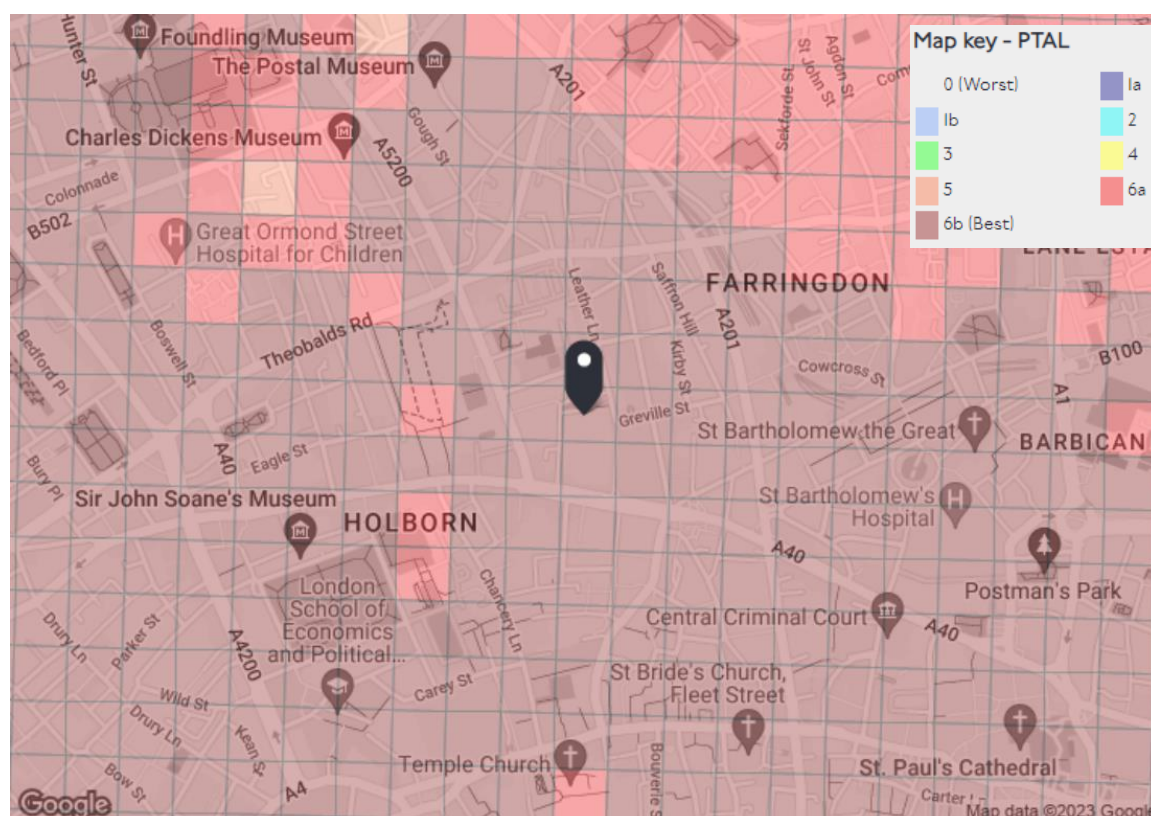 Hunter St
Foundling Museum
The Postal Museum
A201
St John St
Agdon St
Sekforde St
Com
Map key - PTAL
0 (Worst)
1a
1b
2
3
4
5
6a
6b (Best)
Charles Dickens Museum
A5200
Gough St
Colonnade
B502
Great Ormond Street
Hospital for Children
LANE ESTA
FARRINGDON
Leather Ln
Saffron Hill
A201
Kirby St
Theobalds Rd
Boswell St
Bedford Pl
Cowcross St
B100
A1
Greville St
St Bartholomew the Great
BARBICAN
A40
Eagle St
Bury Pl
Sir John Soane's Museum
HOLBORN
St Bartholomew's
Hospital
A40
Postman's Park
London
School of
Economics
and Political...
Chancery Ln
Central Criminal Court
A40
Drury Ln
Parker St
A4200
St Bride's Church,
Fleet Street
Carey St
Wild St
Drury Ln
Kean St
Temple Church
Bouverie S
St. Paul's Cathedral
Bow St
A4
Carter L
Google
Map data ©2023 Google